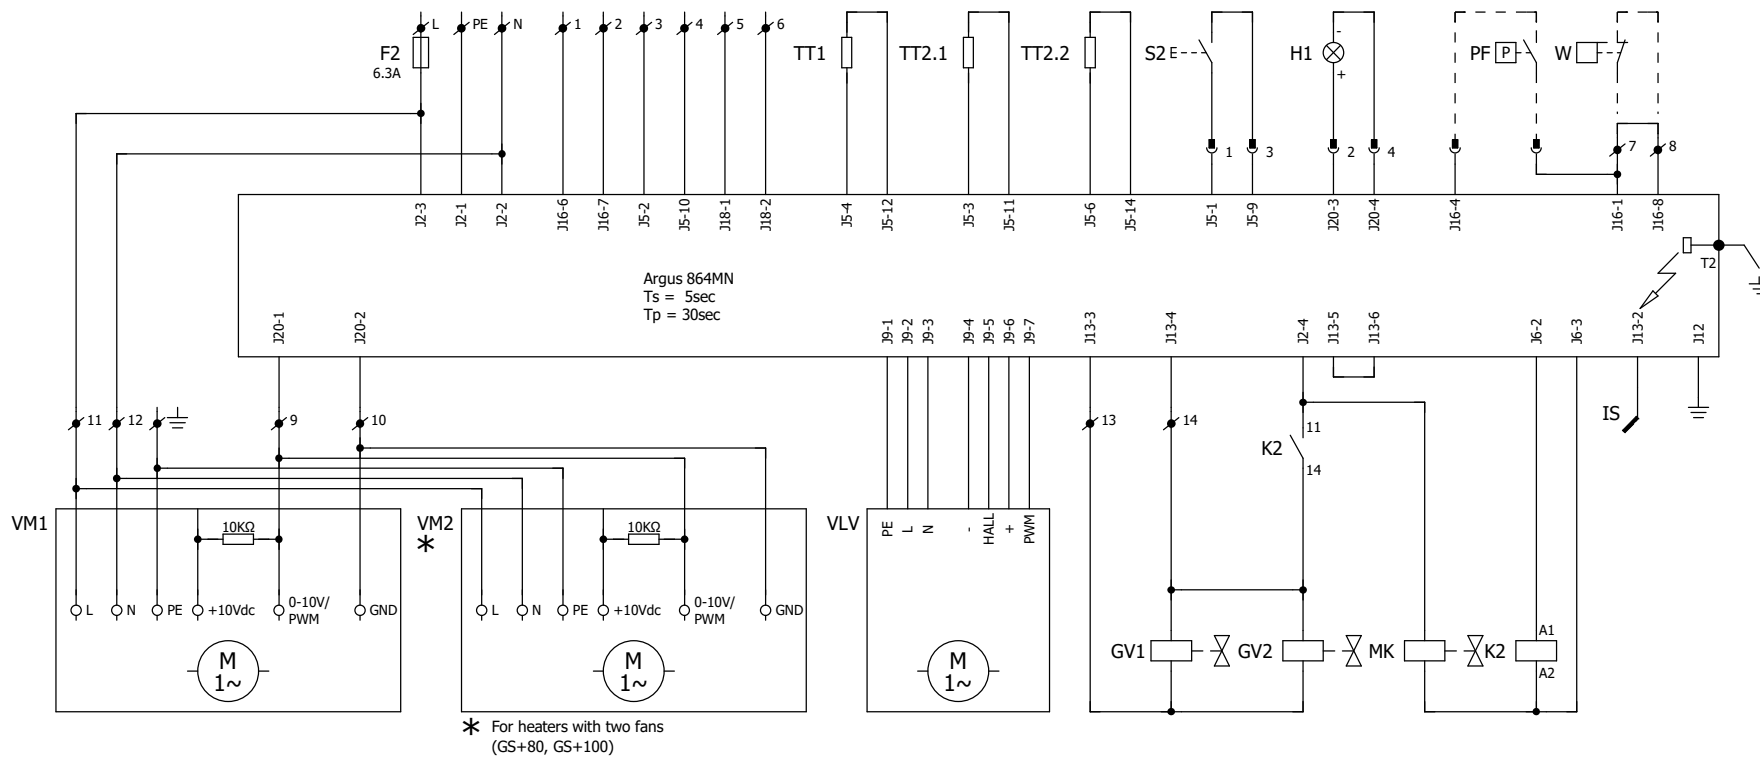 L PE N 1 2 3 4 5 6
F2 6.3A
TT1 TT2.1 TT2.2 S2 E H1 - + PF P W
1 3 2 4 7 8
J2-3 J2-1 J2-2 J16-6 J16-7 J5-2 J5-10 J18-1 J18-2 J5-4 J5-12 J5-3 J5-11 J5-6 J5-14 J5-1 J5-9 J20-3 J20-4 J16-4 J16-1 J16-8
T2
Argus 864MN
Ts = 5sec
Tp = 30sec
J20-1 J20-2 J9-1 J9-2 J9-3 J9-4 J9-5 J9-6 J9-7 J13-3 J13-4 J2-4 J13-5 J13-6 J6-2 J6-3 J13-2 J12
11 12 9 10 13 14
IS
K2 11 14
VM1 10KΩ VM2 * 10KΩ VLV
PE L N - HALL + PWM
L N PE +10Vdc 0-10V/ PWM GND
L N PE +10Vdc 0-10V/ PWM GND
GV1 GV2 MK K2 A1 A2
M 1~
M 1~
M 1~
* For heaters with two fans
(GS+80, GS+100)